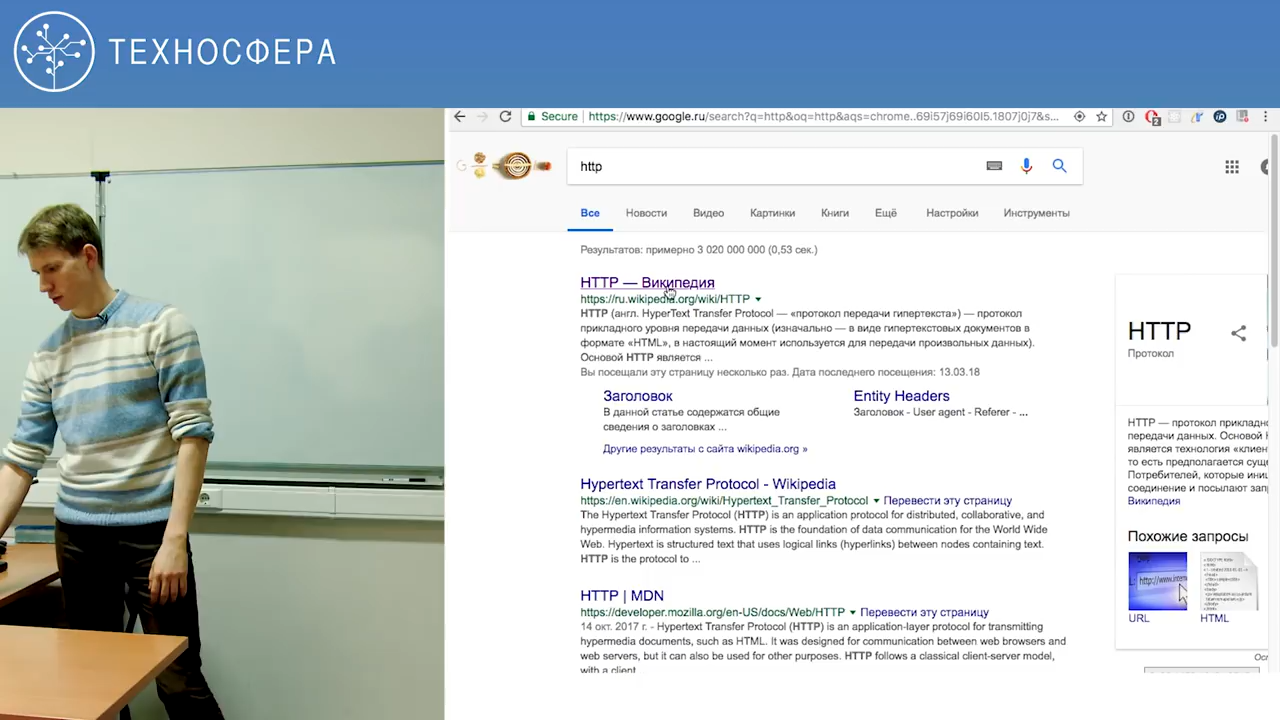 ТЕХНОСФЕРА
Secure
https://www.google.ru/search?q=http&oq=http&aqs=chrome..69i57j69i60l5.1807j0j7&s...
http
Все
Новости
Видео
Картинки
Книги
Ещё
Настройки
Инструменты
Результатов: примерно 3 020 000 000 (0,53 сек.)
HTTP — Википедия
https://ru.wikipedia.org/wiki/HTTP
HTTP (англ. HyperText Transfer Protocol — «протокол передачи гипертекста») — протокол
прикладного уровня передачи данных (изначально — в виде гипертекстовых документов в
формате «HTML», в настоящий момент используется для передачи произвольных данных).
Основой HTTP является ...
Вы посещали эту страницу несколько раз. Дата последнего посещения: 13.03.18
Заголовок
В данной статье содержатся общие
сведения о заголовках ...
Entity Headers
Заголовок - User agent - Referer - ...
Другие результаты с сайта wikipedia.org »
Hypertext Transfer Protocol - Wikipedia
https://en.wikipedia.org/wiki/Hypertext_Transfer_Protocol
Перевести эту страницу
The Hypertext Transfer Protocol (HTTP) is an application protocol for distributed, collaborative, and
hypermedia information systems. HTTP is the foundation of data communication for the World Wide
Web. Hypertext is structured text that uses logical links (hyperlinks) between nodes containing text.
HTTP is the protocol to ...
HTTP | MDN
https://developer.mozilla.org/en-US/docs/Web/HTTP
Перевести эту страницу
14 окт. 2017 г. - Hypertext Transfer Protocol (HTTP) is an application-layer protocol for transmitting
hypermedia documents, such as HTML. It was designed for communication between web browsers and
web servers, but it can also be used for other purposes. HTTP follows a classical client-server model,
with a client
HTTP
Протокол
HTTP — протокол прикладн
передачи данных. Основой
является технология «клиен
то есть предполагается сущ
Потребителей, которые ини
соединение и посылают зап
Википедия
Похожие запросы
URL
HTML